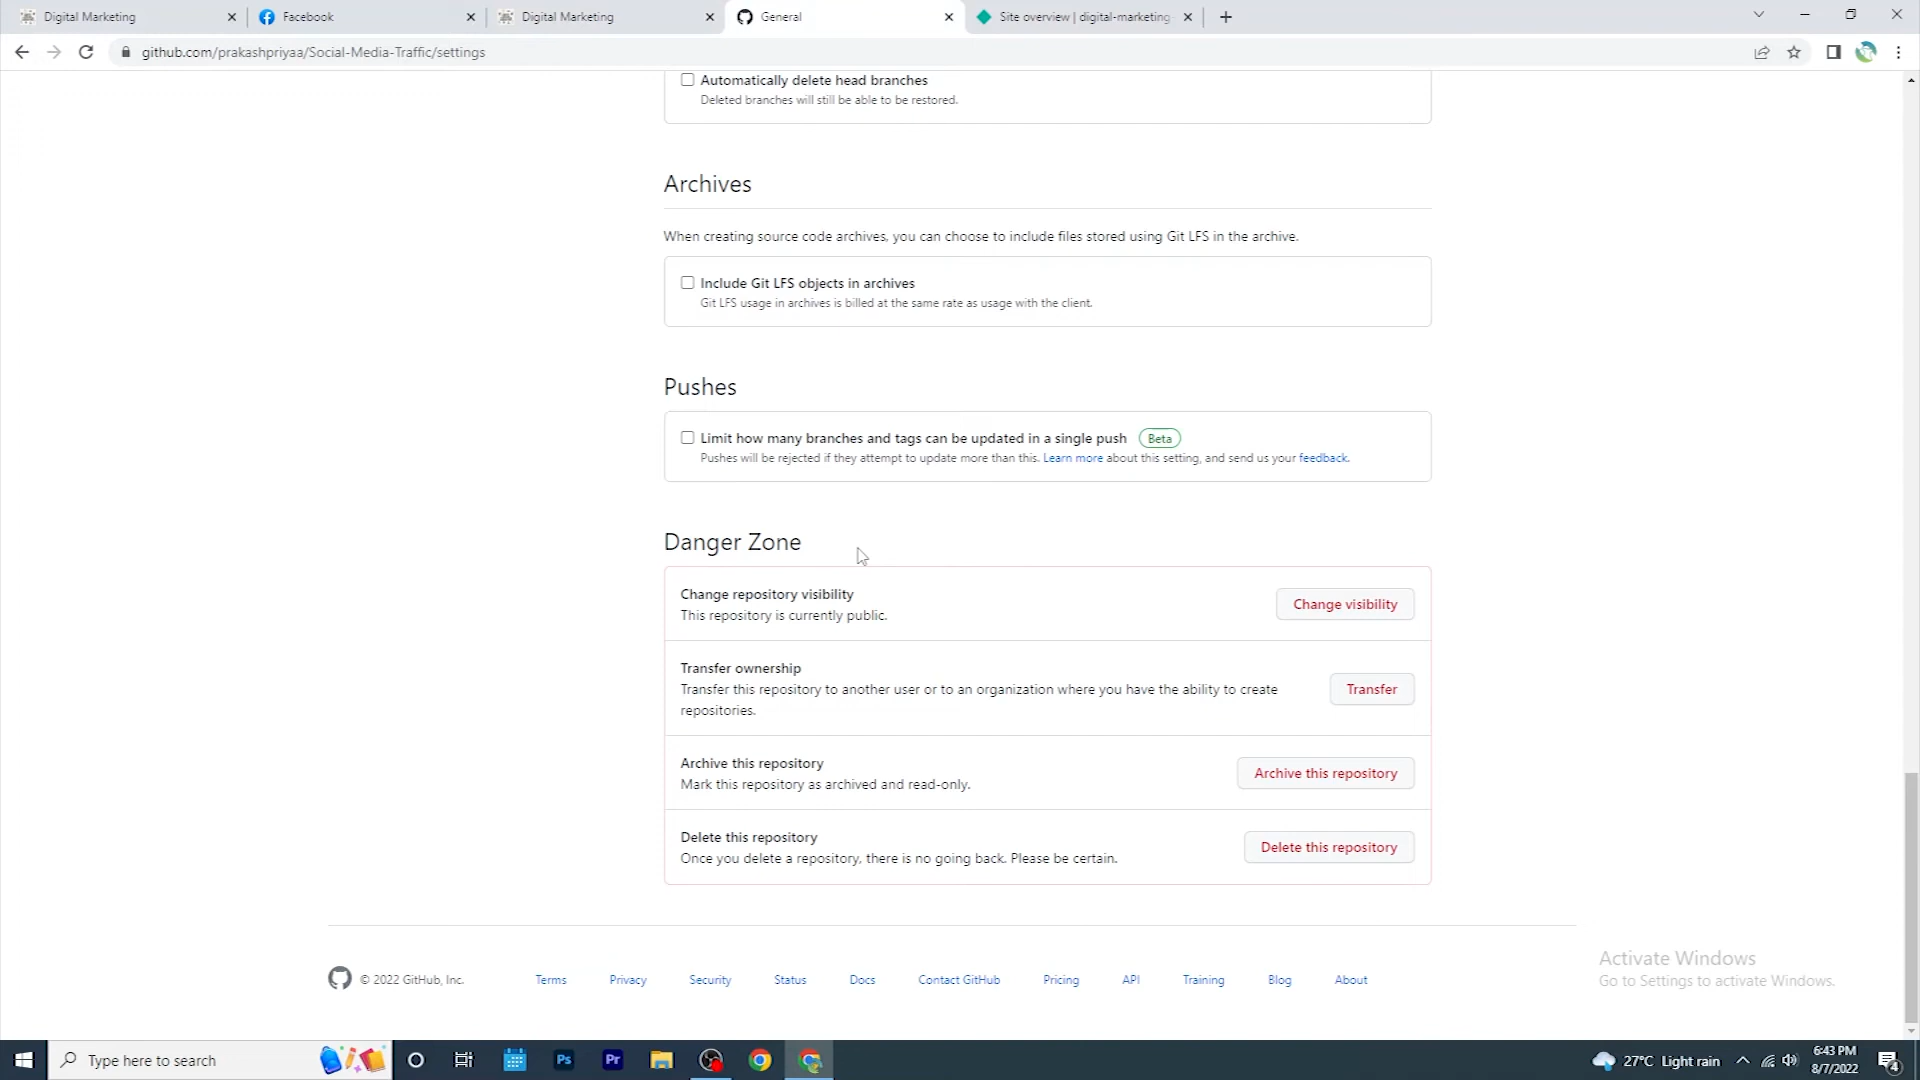 Digital Marketing
Facebook
Digital Marketing
General
Site overview | digital-marketing
github.com/prakashpriyaa/Social-Media-Traffic/settings
Automatically delete head branches
Deleted branches will still be able to be restored.
Archives
When creating source code archives, you can choose to include files stored using Git LFS in the archive.
Include Git LFS objects in archives
Git LFS usage in archives is billed at the same rate as usage with the client.
Pushes
Limit how many branches and tags can be updated in a single push Beta
Pushes will be rejected if they attempt to update more than this. Learn more about this setting, and send us your feedback.
Danger Zone
Change repository visibility
This repository is currently public.
Change visibility
Transfer ownership
Transfer this repository to another user or to an organization where you have the ability to create
repositories.
Transfer
Archive this repository
Mark this repository as archived and read-only.
Archive this repository
Delete this repository
Once you delete a repository, there is no going back. Please be certain.
Delete this repository
© 2022 GitHub, Inc.
Terms
Privacy
Security
Status
Docs
Contact GitHub
Pricing
API
Training
Blog
About
Activate Windows
Go to Settings to activate Windows.
Type here to search
Ps
Pr
27°C Light rain
6:43 PM
8/7/2022
4